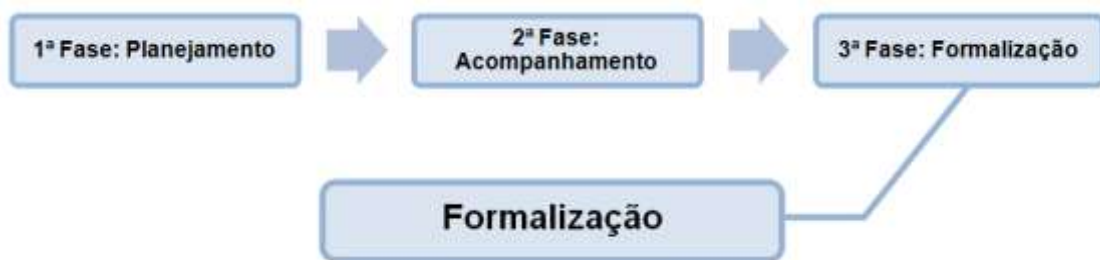 1ª Fase: Planejamento
2ª Fase:
Acompanhamento
3ª Fase: Formalização
Formalização